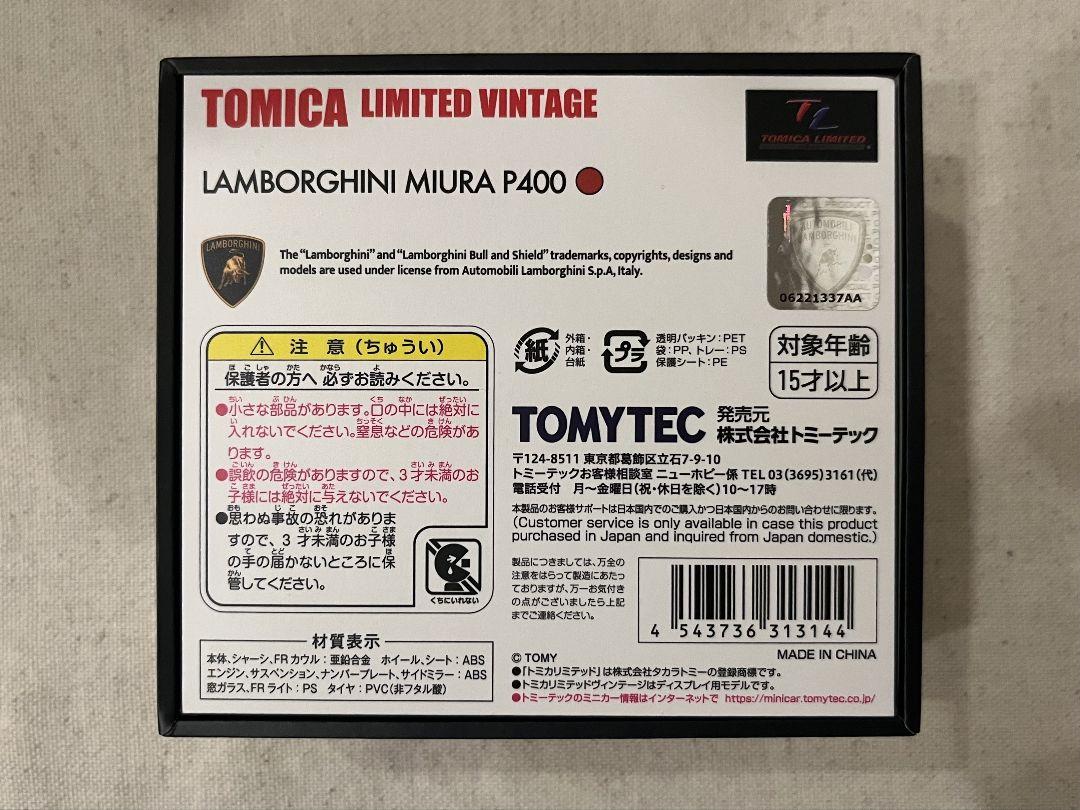 TOMICA LIMITED VINTAGE
TL
TOMICA LIMITED
LAMBORGHINI MIURA P400
LAMBORGHINI
The "Lamborghini" and "Lamborghini Bull and Shield" trademarks, copyrights, designs and
models are used under license from Automobili Lamborghini S.p.A, Italy.
AUTOMOBILI
LAMBORGHINI
06221337AA
⚠ 注 意 (ちゅうい)
保護者の方へ 必ずお読みください。
●小さな部品があります。口の中には絶対に
入れないでください。窒息などの危険があ
ります。
●誤飲の危険がありますので、3才未満のお
子様には絶対に与えないでください。
●思わぬ事故の恐れがありま
すので、3才未満のお子様
の手の届かないところに保
管してください。
くちにいれない
材質表示
本体、シャーシ、FRカウル:亜鉛合金 ホイール、シート:ABS
エンジン、サスペンション、ナンバープレート、サイドミラー:ABS
窓ガラス、FRライト:PS タイヤ:PVC(非フタル酸)
紙
外箱・
内箱・
台紙
プラ
透明パッキン:PET
袋:PP、トレー:PS
保護シート:PE
対象年齢
15才以上
TOMYTEC 発売元
株式会社トミーテック
〒124-8511 東京都葛飾区立石7-9-10
トミーテックお客様相談室 ニューホビー係 TEL 03(3695)3161(代)
電話受付 月〜金曜日(祝・休日を除く)10〜17時
本製品のお客様サポートは日本国内でのご購入かつ日本国内からのお問い合わせに限ります。
(Customer service is only available in case this product
purchased in Japan and inquired from Japan domestic.)
製品につきましては、万全の
注意をはらって製造にあたっ
ておりますが、万一お気付き
の点がございましたら上記
までご連絡ください。
4 543736 313144
MADE IN CHINA
© TOMY
●「トミカリミテッド」は株式会社タカラトミーの登録商標です。
●トミカリミテッドヴィンテージはディスプレイ用モデルです。
●トミーテックのミニカー情報はインターネットで https://minicar.tomytec.co.jp/